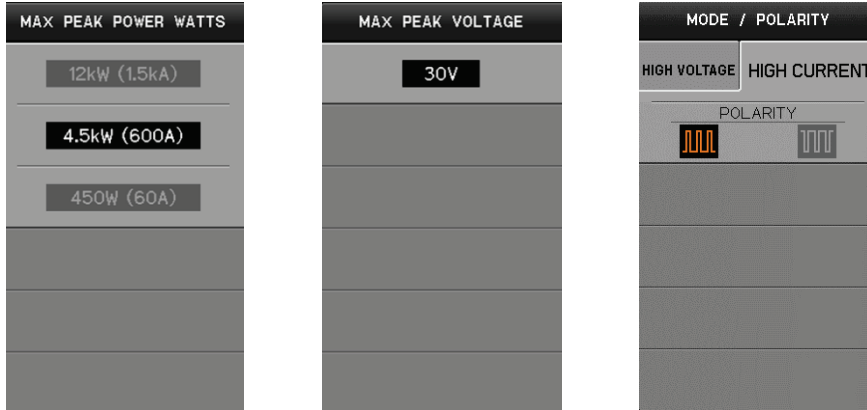 MAX PEAK POWER WATTS
12kW (1.5kA)
4.5kW (600A)
450W (60A)
MAX PEAK VOLTAGE
30V
MODE / POLARITY
HIGH VOLTAGE HIGH CURRENT
POLARITY